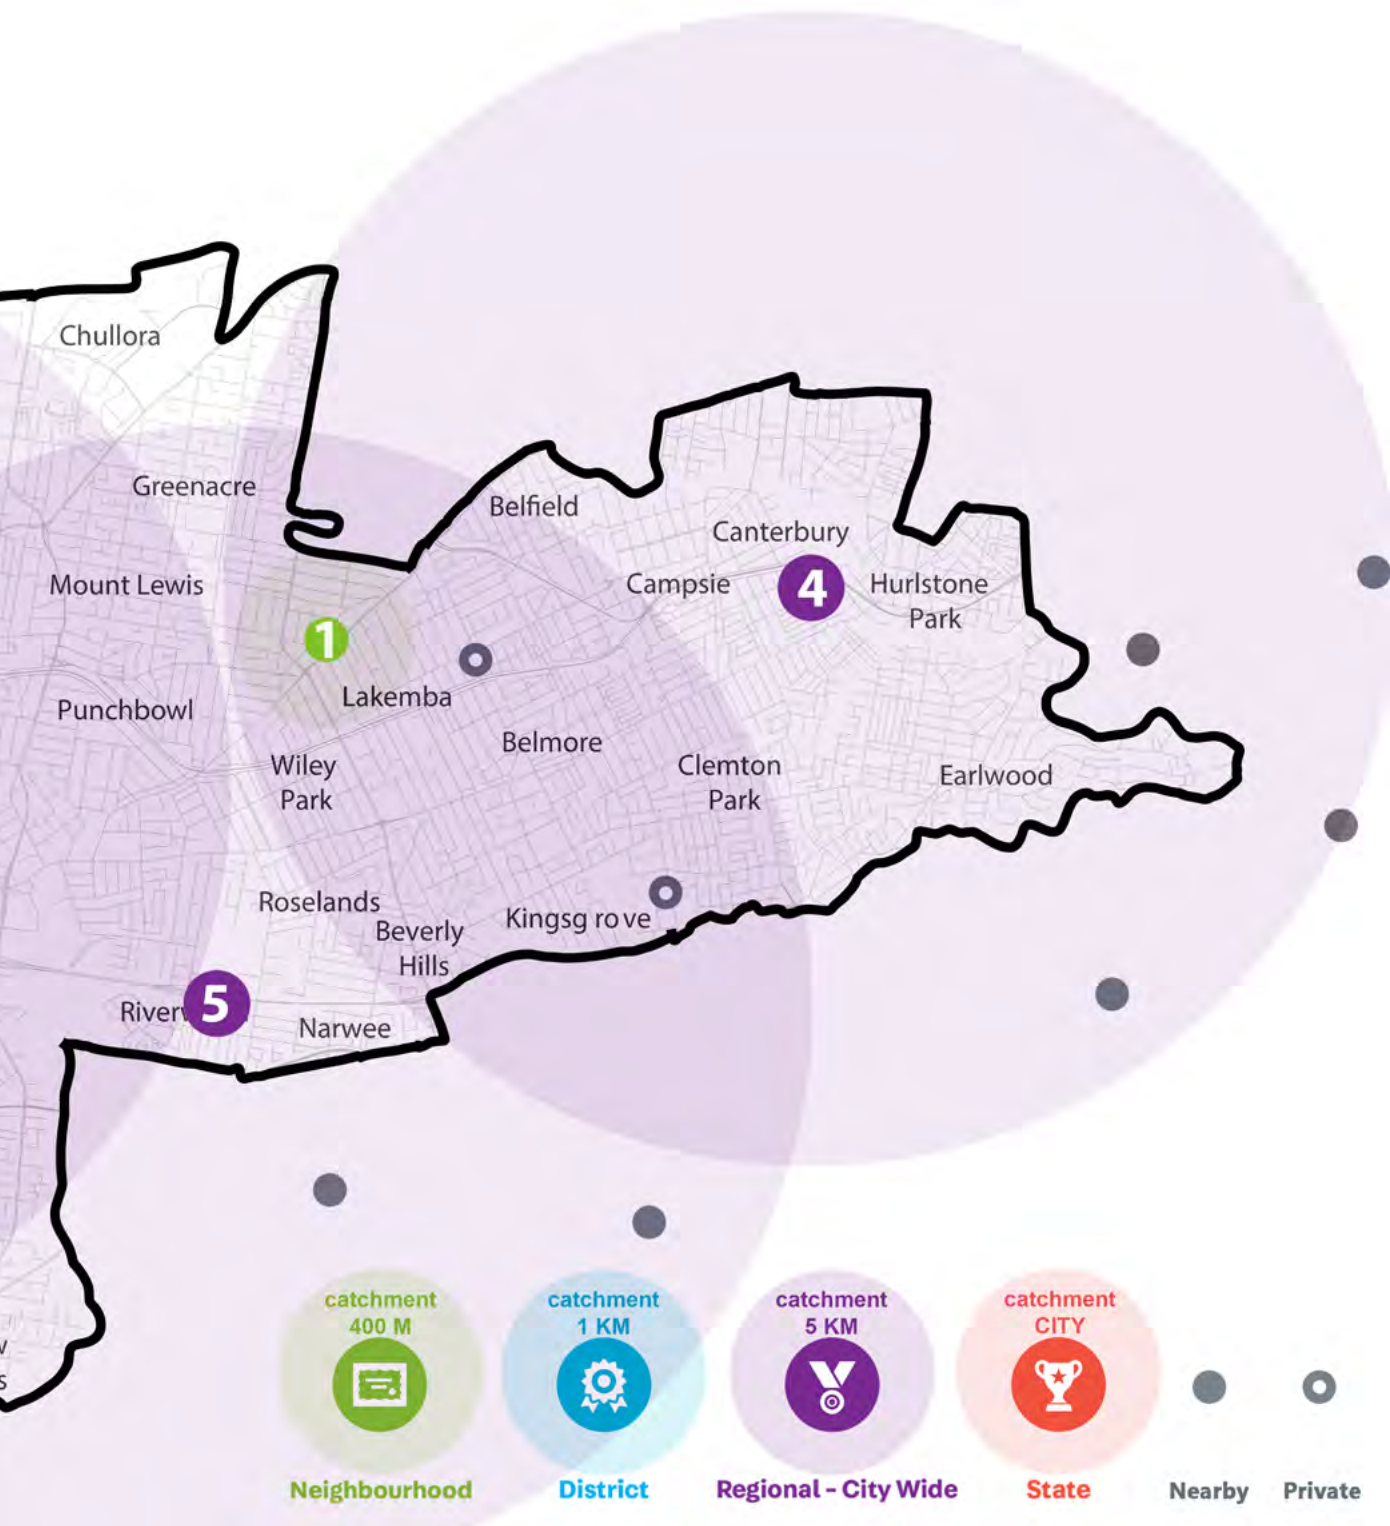 Chullora
Greenacre
Belfield
Canterbury
Mount Lewis
Campsie
4
Hurlstone
Park
1
Lakemba
Punchbowl
Belmore
Wiley
Park
Clemton
Park
Earlwood
Roselands
Kingsg ro ve
Beverly
Hills
5
Narwee
catchment
400 M
catchment
1 KM
catchment
5 KM
catchment
CITY
Neighbourhood
District
Regional - City Wide
State
Nearby
Private